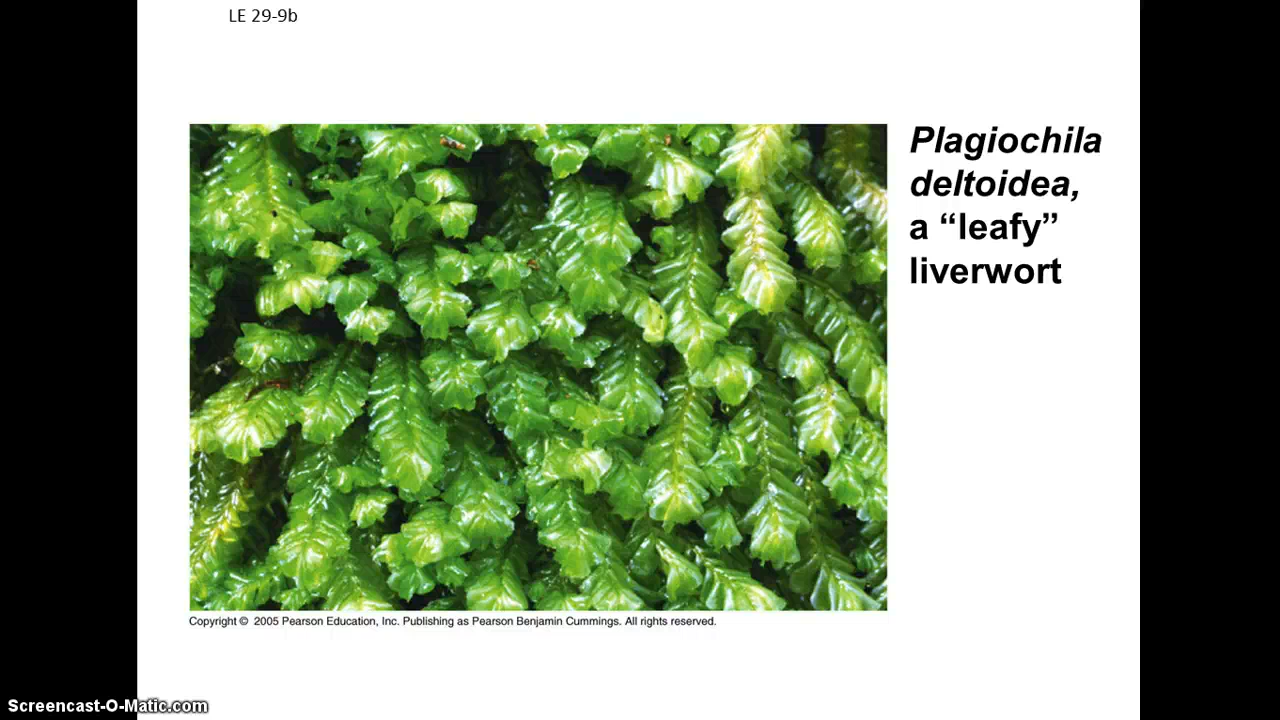 LE 29-9b
Plagiochila
deltoidea,
a “leafy”
liverwort
Copyright © 2005 Pearson Education, Inc. Publishing as Pearson Benjamin Cummings. All rights reserved.
Screencast-O-Matic.com